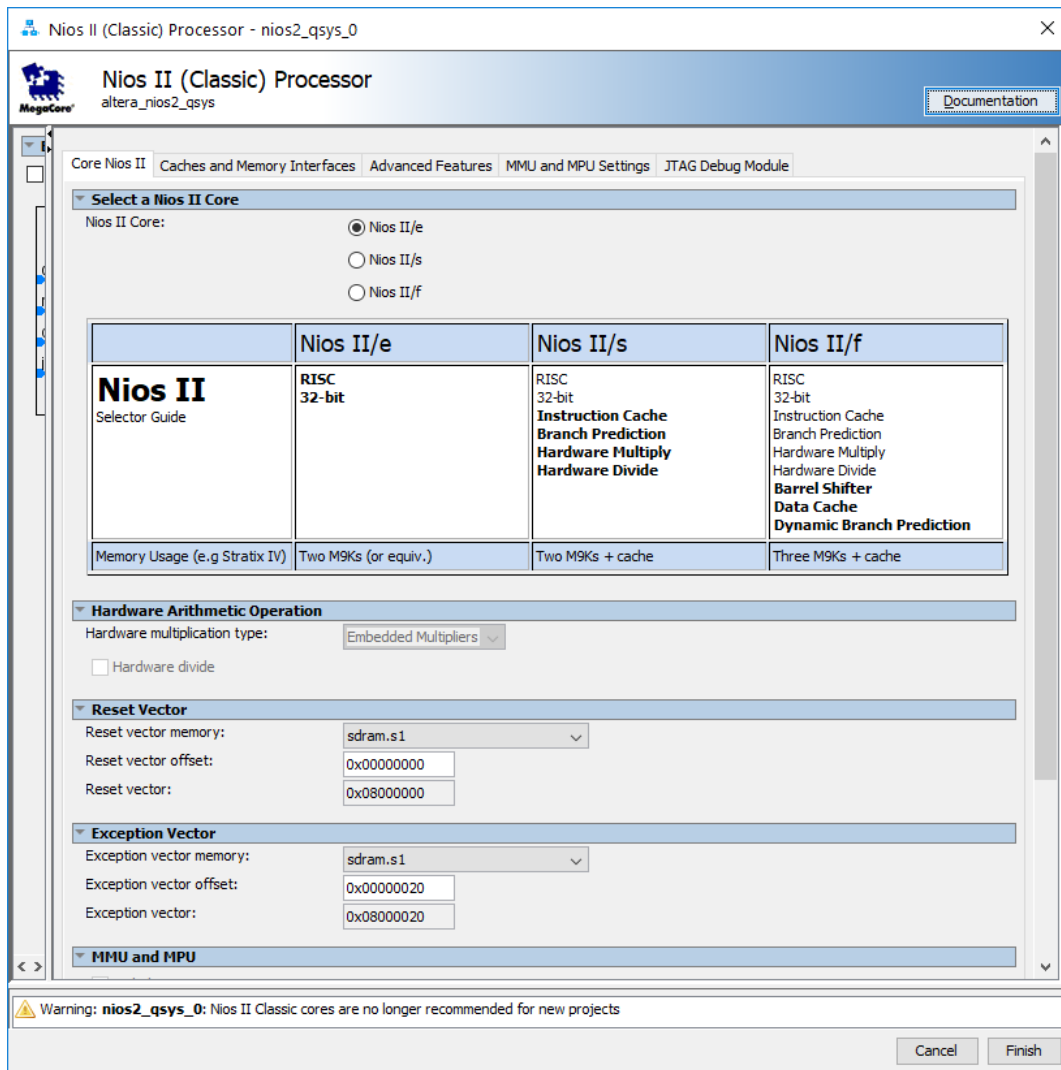 Nios II (Classic) Processor - nios2_qsys_0
MegaCore®
Nios II (Classic) Processor
altera_nios2_qsys
Documentation
Core Nios II Caches and Memory Interfaces Advanced Features MMU and MPU Settings JTAG Debug Module
Select a Nios II Core
Nios II Core:
Nios II/e
Nios II/s
Nios II/f
Nios II/e Nios II/s Nios II/f
Nios II
Selector Guide
RISC
32-bit
RISC
32-bit
Instruction Cache
Branch Prediction
Hardware Multiply
Hardware Divide
RISC
32-bit
Instruction Cache
Branch Prediction
Hardware Multiply
Hardware Divide
Barrel Shifter
Data Cache
Dynamic Branch Prediction
Memory Usage (e.g Stratix IV) Two M9Ks (or equiv.) Two M9Ks + cache Three M9Ks + cache
Hardware Arithmetic Operation
Hardware multiplication type: Embedded Multipliers
Hardware divide
Reset Vector
Reset vector memory: sdram.s1
Reset vector offset: 0x00000000
Reset vector: 0x08000000
Exception Vector
Exception vector memory: sdram.s1
Exception vector offset: 0x00000020
Exception vector: 0x08000020
MMU and MPU
Warning: nios2_qsys_0: Nios II Classic cores are no longer recommended for new projects
Cancel Finish